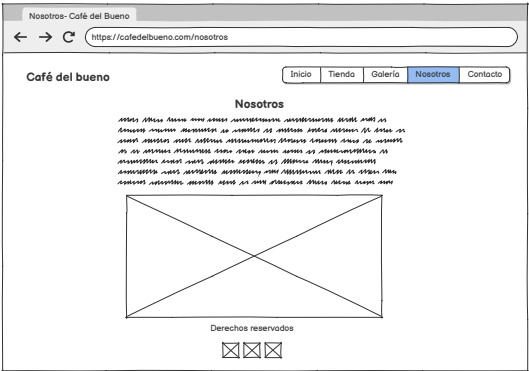 Nosotros- Café del Bueno
https://cafedelbueno.com/nosotros
Café del bueno
Inicio Tienda Galería Nosotros Contacto
Nosotros
Derechos reservados